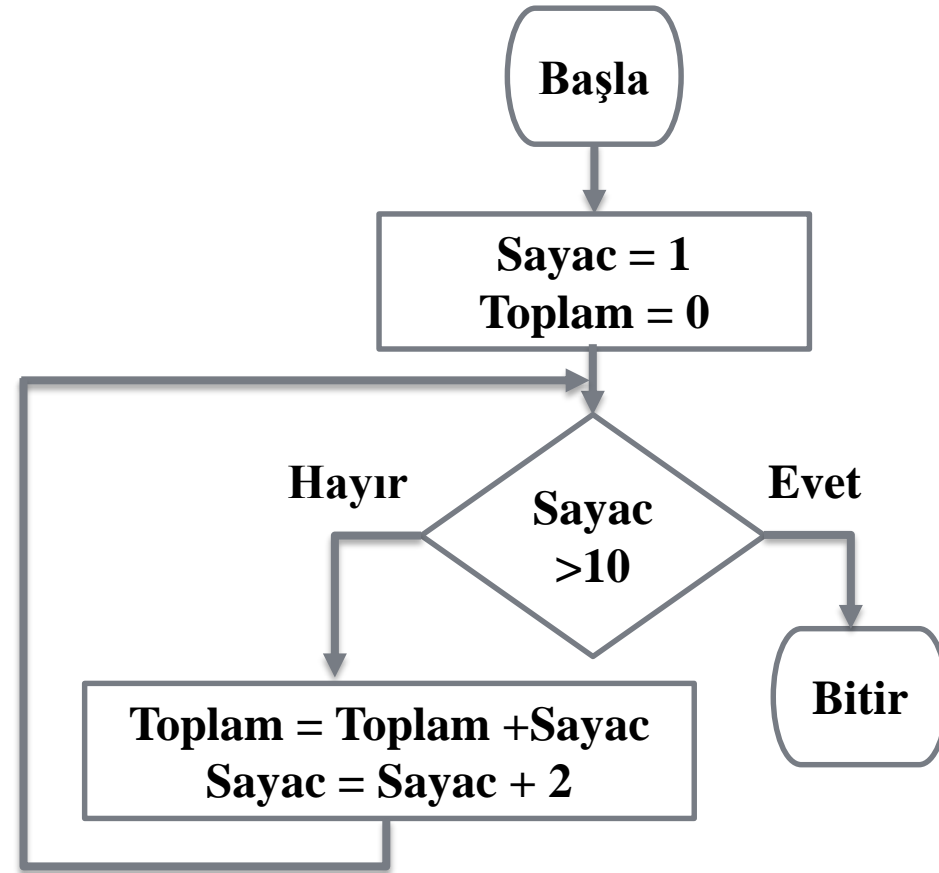 Başla
Sayac = 1
Toplam = 0
Hayır
Evet
Sayac
>10
Toplam = Toplam +Sayac
Sayac = Sayac + 2
Bitir